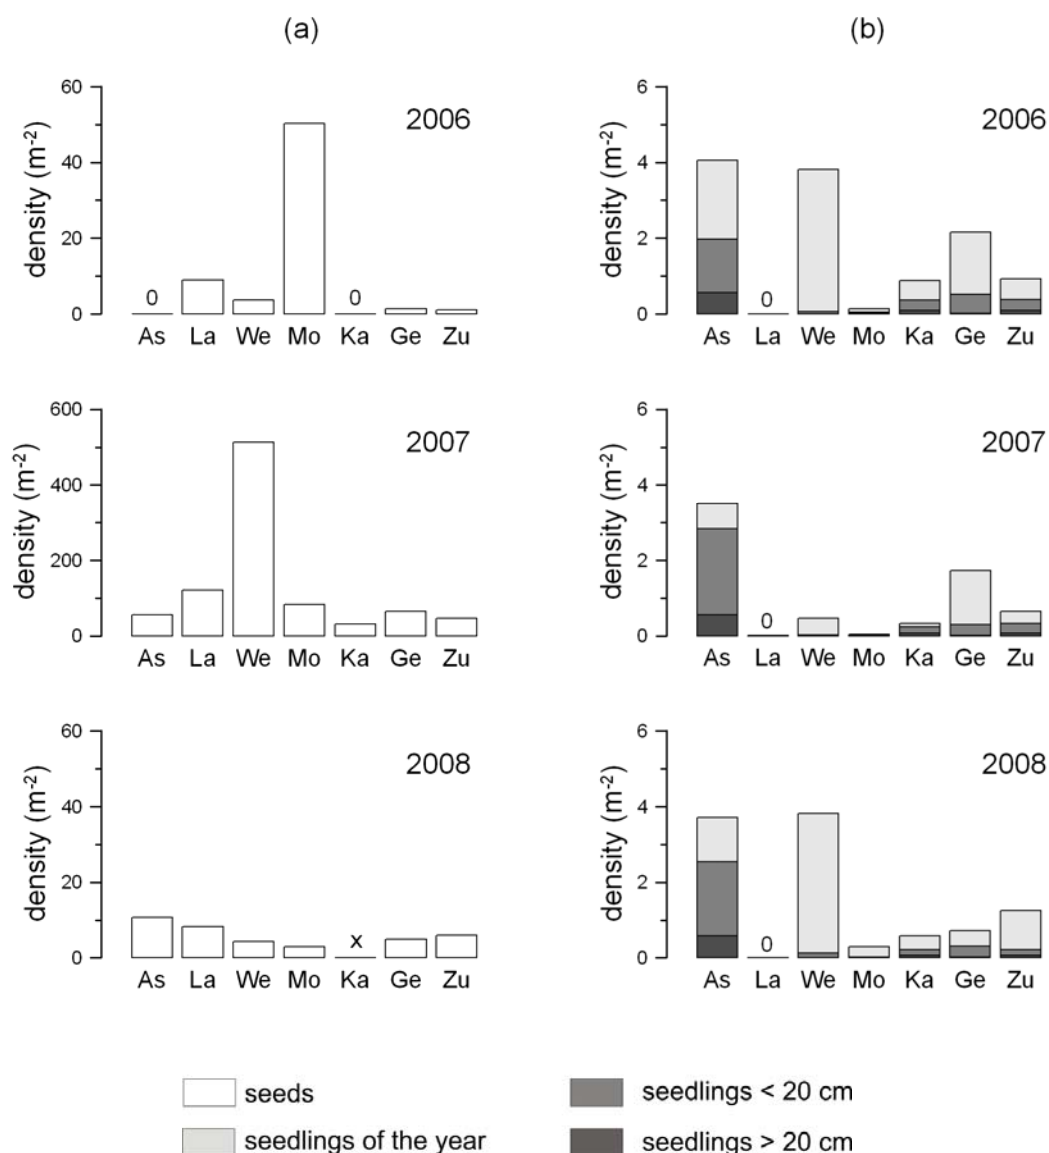 (a) (b)
60 2006 6 2006
40 4
20 2
0 0 0 0 0
density (m-2) density (m-2)
As La We Mo Ka Ge Zu As La We Mo Ka Ge Zu
600 2007 6 2007
400 4
200 2
0 0 0
density (m-2) density (m-2)
As La We Mo Ka Ge Zu As La We Mo Ka Ge Zu
60 2008 6 2008
40 4
20 2
0 x 0 0
density (m-2) density (m-2)
As La We Mo Ka Ge Zu As La We Mo Ka Ge Zu
seeds seedlings < 20 cm
seedlings of the year seedlings > 20 cm